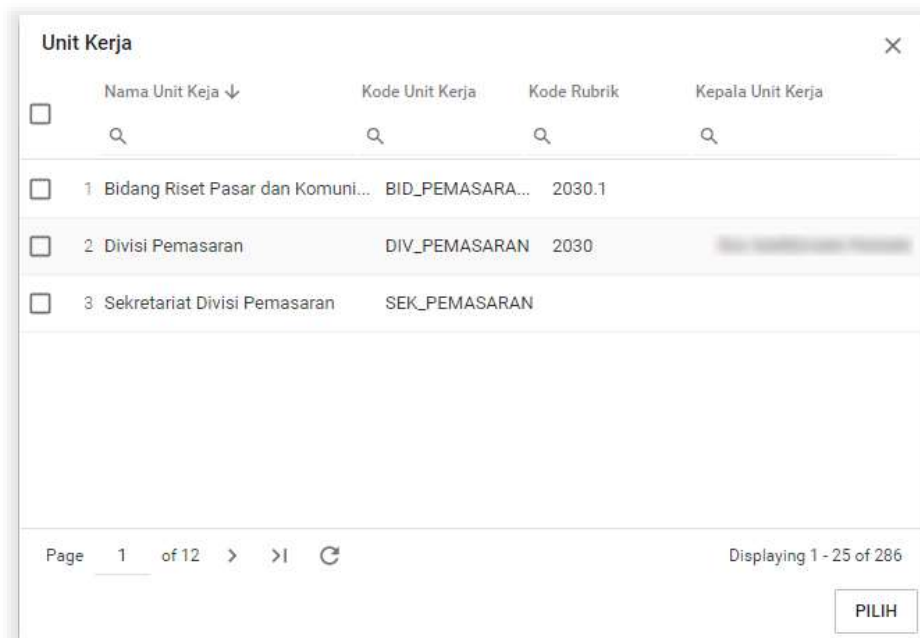 Unit Kerja
Nama Unit Keja Kode Unit Kerja Kode Rubrik Kepala Unit Kerja
1 Bidang Riset Pasar dan Komuni... BID_PEMASARA... 2030.1
2 Divisi Pemasaran DIV_PEMASARAN 2030
3 Sekretariat Divisi Pemasaran SEK_PEMASARAN
Page 1 of 12 Displaying 1 - 25 of 286
PILIH